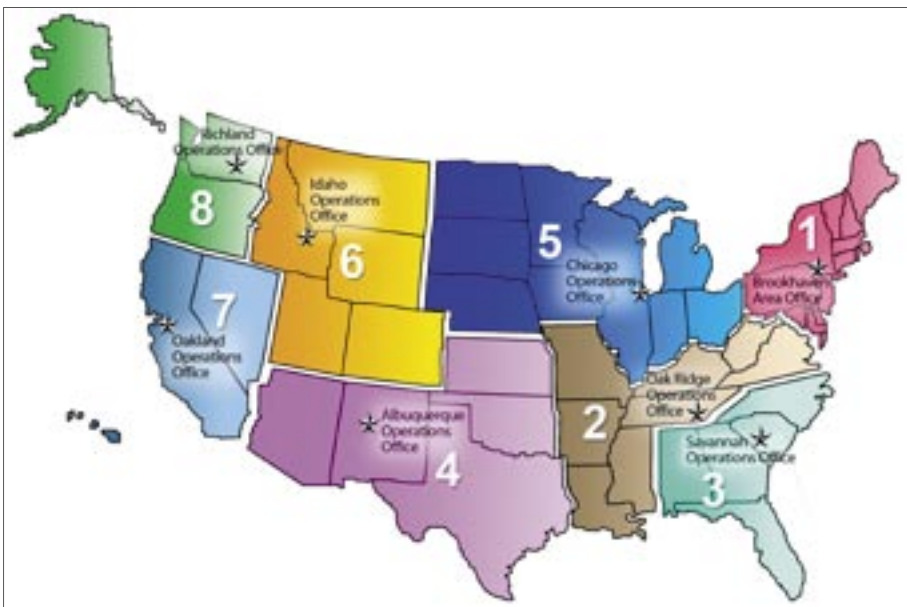 Richland
Operations Office
8
Idaho
Operations
Office
6
5
Chicago
Operations
Office
1
Brookhaven
Area Office
7
Oakland
Operations
Office
Albuquerque
Operations
Office
4
2
Oak Ridge
Operations
Office
Savannah
Operations Office
3